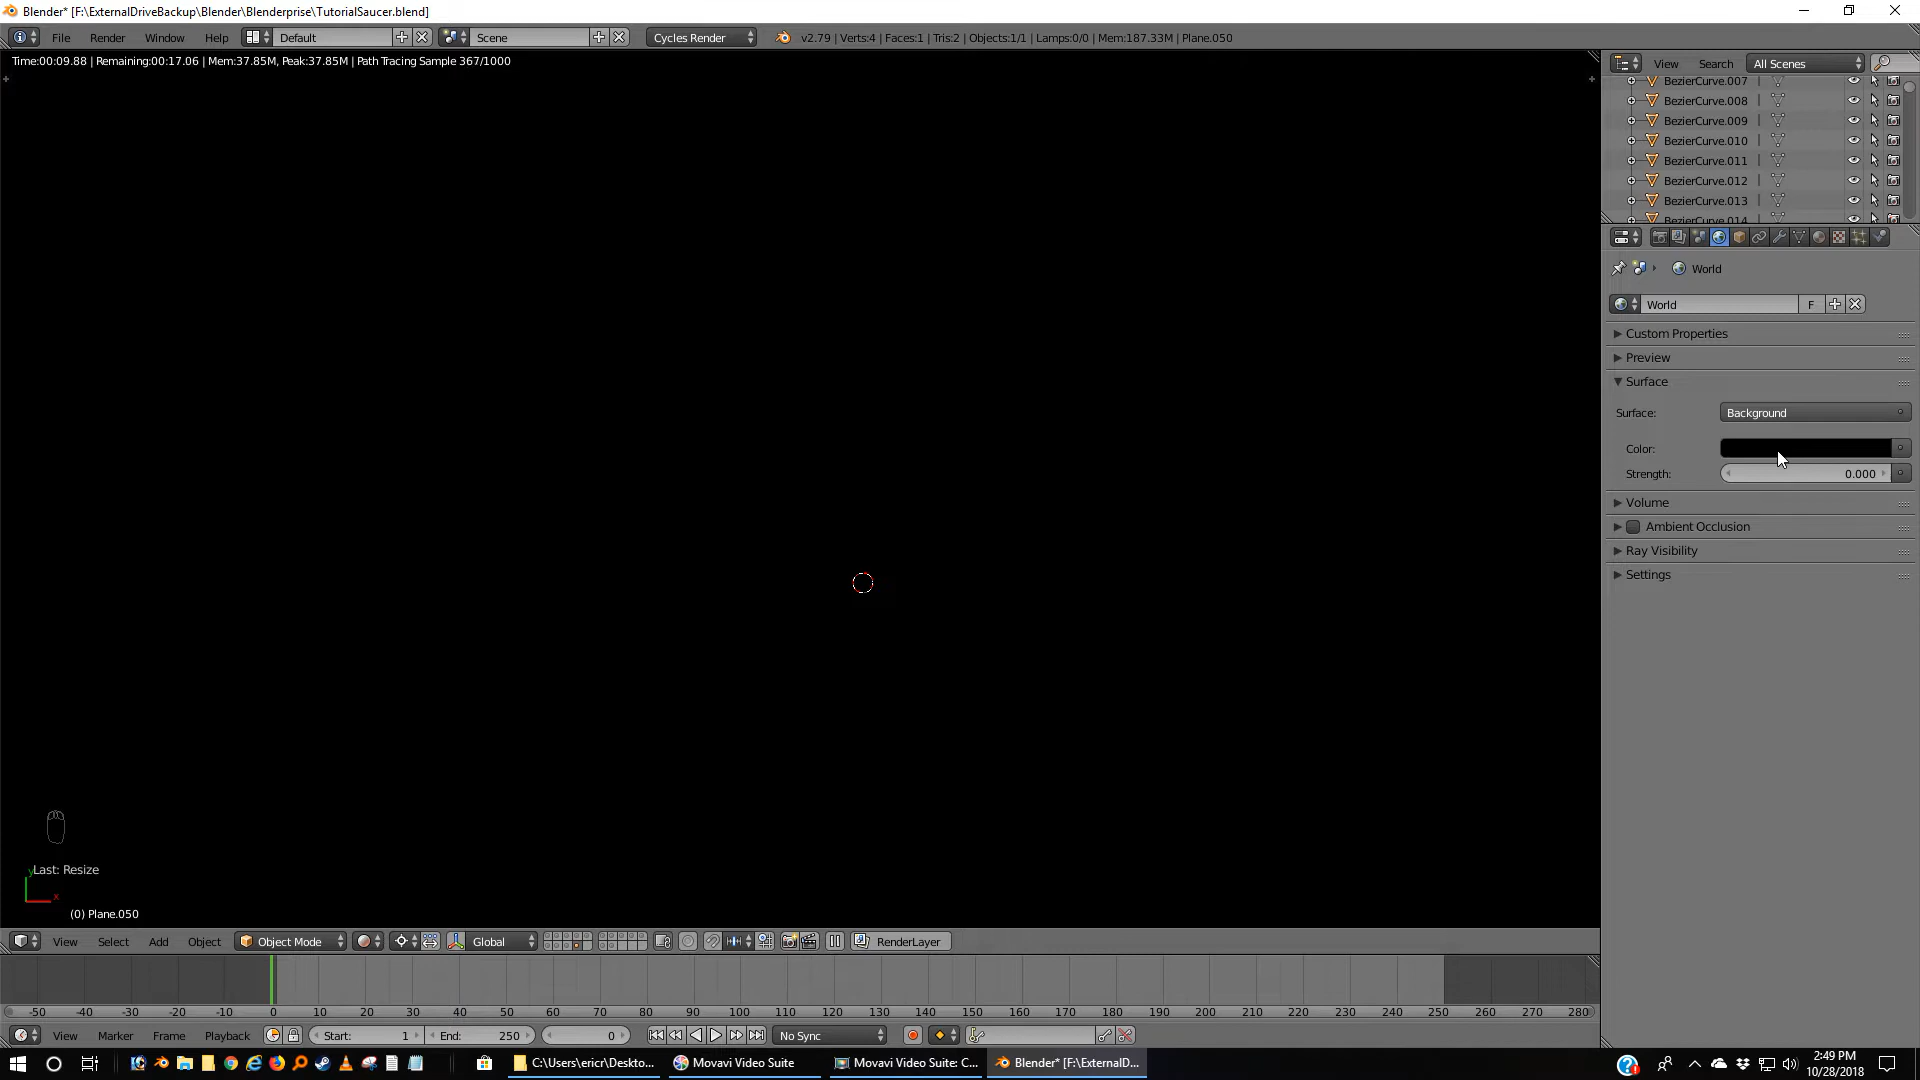 Blender* [F:\ExternalDriveBackup\Blender\Blenderprise\TutorialSaucer.blend]
File Render Window Help Default Scene Cycles Render v2.79 | Verts:4 | Faces:1 | Tris:2 | Objects:1/1 | Lamps:0/0 | Mem:187.33M | Plane.050
Time:00:09.88 | Remaining:00:17.06 | Mem:37.85M, Peak:37.85M | Path Tracing Sample 367/1000
View Search All Scenes
BezierCurve.007
BezierCurve.008
BezierCurve.009
BezierCurve.010
BezierCurve.011
BezierCurve.012
BezierCurve.013
BezierCurve.014
World
World F
Custom Properties
Preview
Surface
Surface: Background
Color:
Strength: 0.000
Volume
Ambient Occlusion
Ray Visibility
Settings
Last: Resize
y
x
(0) Plane.050
View Select Add Object Object Mode Global RenderLayer
-50 -40 -30 -20 -10 0 10 20 30 40 50 60 70 80 90 100 110 120 130 140 150 160 170 180 190 200 210 220 230 240 250 260 270 280
View Marker Frame Playback Start: 1 End: 250 0 No Sync
C:\Users\ericr\Deskto... Movavi Video Suite Movavi Video Suite: C... Blender* [F:\ExternalD...
2:49 PM
10/28/2018